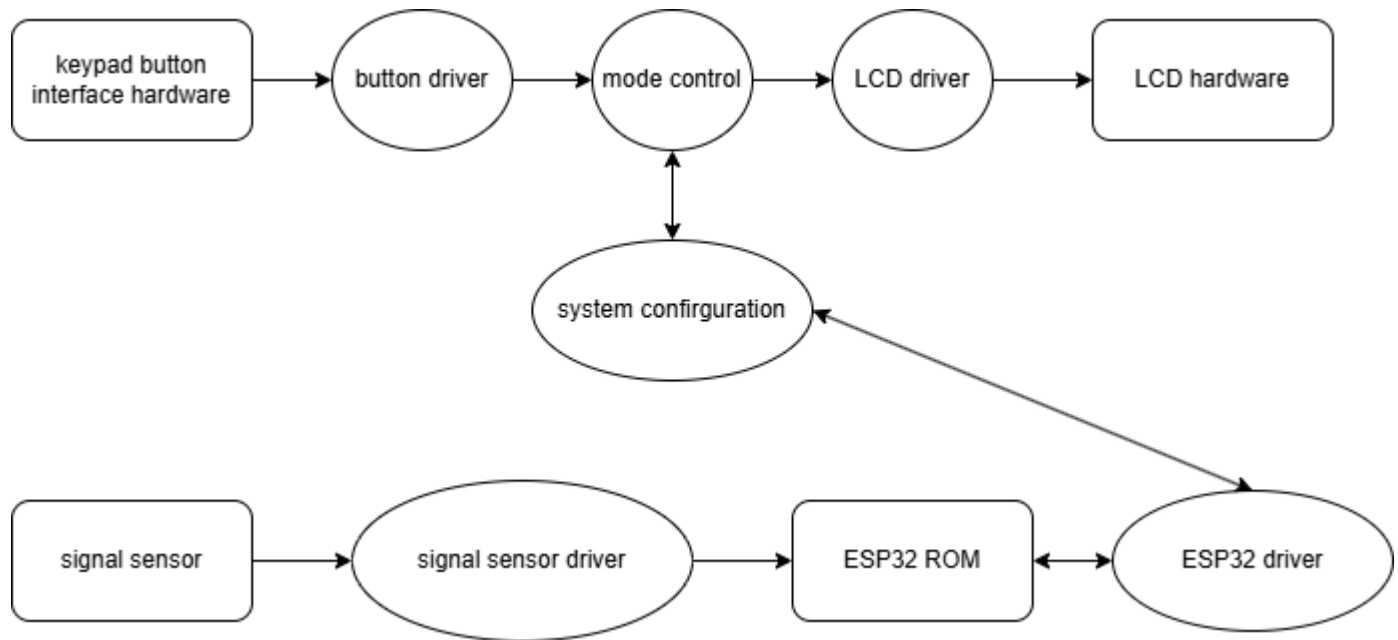 keypad button
interface hardware
button driver
mode control
LCD driver
LCD hardware
system confirguration
signal sensor
signal sensor driver
ESP32 ROM
ESP32 driver